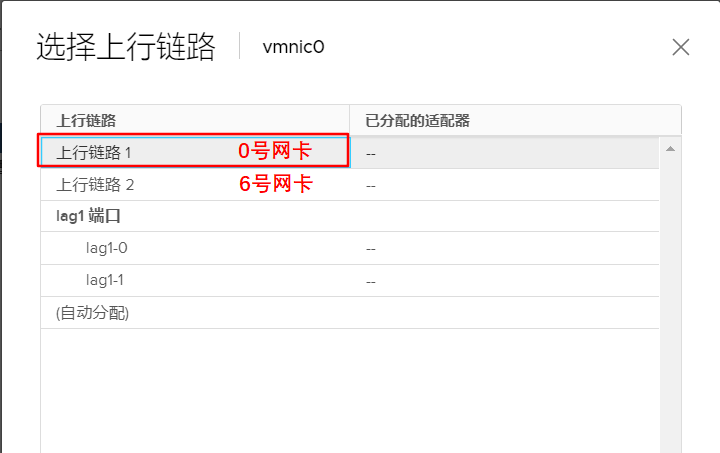 选择上行链路 vmnic0
上行链路 已分配的适配器
上行链路 1 0号网卡 --
上行链路 2 6号网卡 --
lag1 端口
lag1-0 --
lag1-1 --
(自动分配)